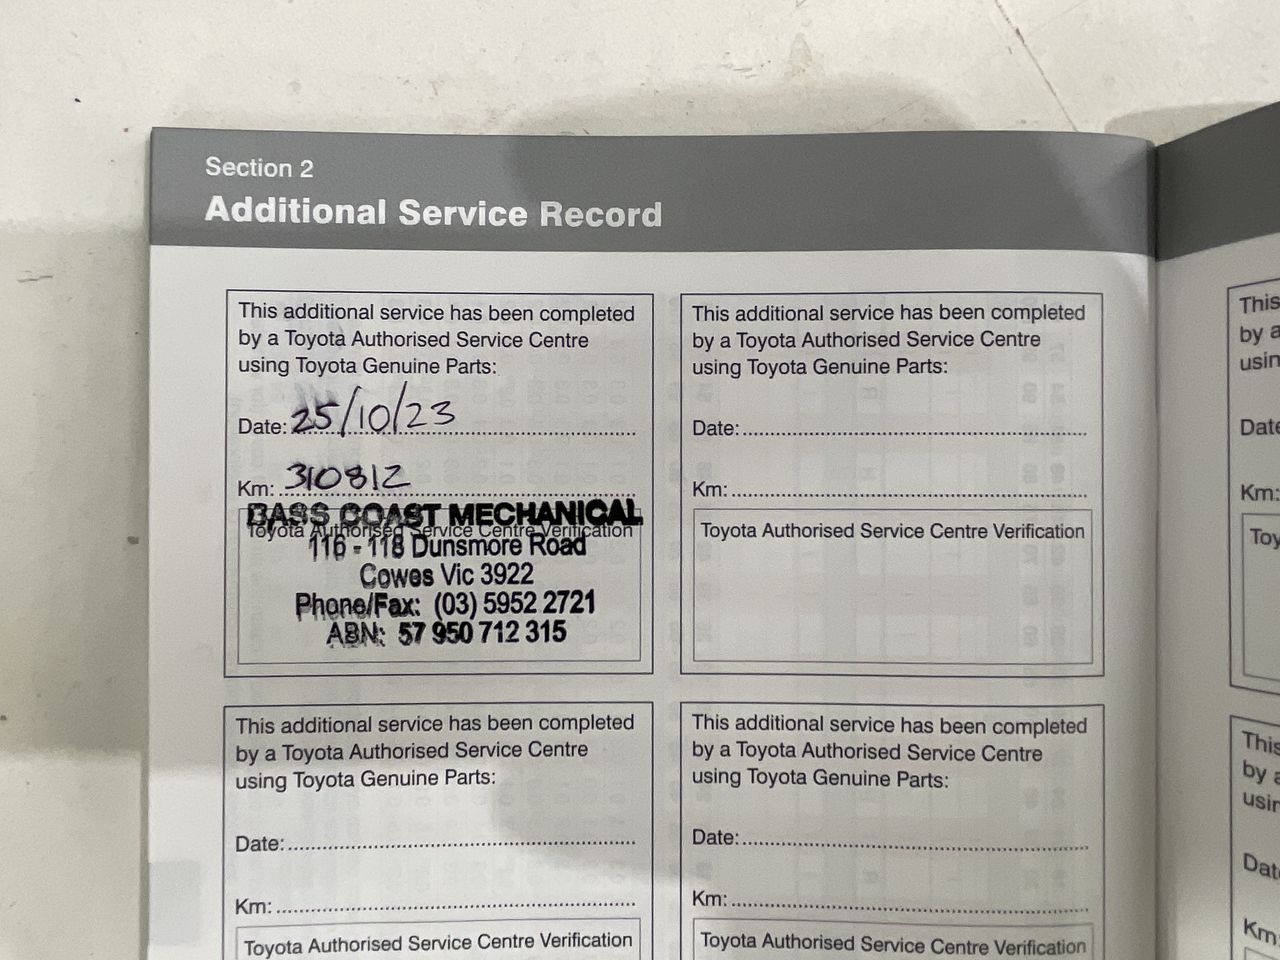 Section 2
Additional Service Record
This additional service has been completed
by a Toyota Authorised Service Centre
using Toyota Genuine Parts:
Date: 25/10/23
Km: 310812
BASS COAST MECHANICAL
Toyota Authorised Service Centre Verification
116 - 118 Dunsmore Road
Cowes Vic 3922
Phone/Fax: (03) 5952 2721
ABN: 57 950 712 315
This additional service has been completed
by a Toyota Authorised Service Centre
using Toyota Genuine Parts:
Date:
Km:
Toyota Authorised Service Centre Verification
This additional service has been completed
by a Toyota Authorised Service Centre
using Toyota Genuine Parts:
Date:
Km:
Toyota Authorised Service Centre Verification
This additional service has been completed
by a Toyota Authorised Service Centre
using Toyota Genuine Parts:
Date:
Km:
Toyota Authorised Service Centre Verification
This
by a
Km:
This
by a
Km: